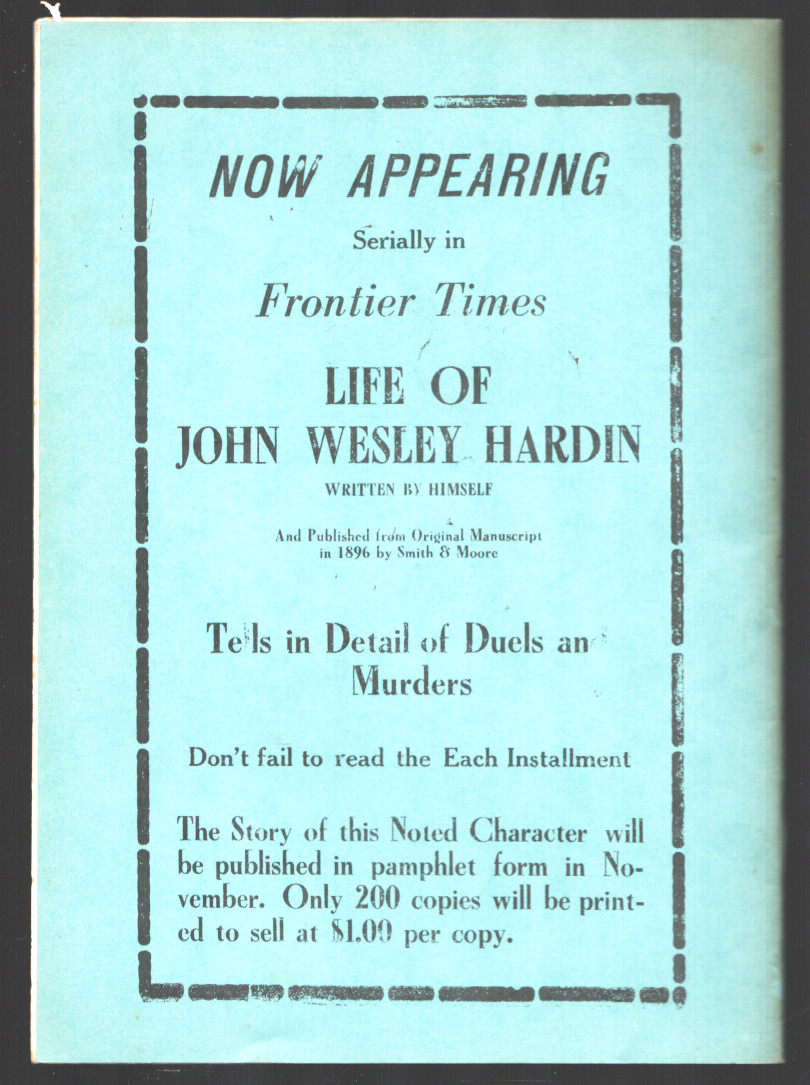 NOW APPEARING
Serially in
Frontier Times
LIFE OF
JOHN WESLEY HARDIN
WRITTEN BY HIMSELF
And Published from Original Manuscript
in 1896 by Smith & Moore
Tells in Detail of Duels an
Murders
Don't fail to read the Each Installment
The Story of this Noted Character will
be published in pamphlet form in No-
vember. Only 200 copies will be print-
ed to sell at $1.00 per copy.